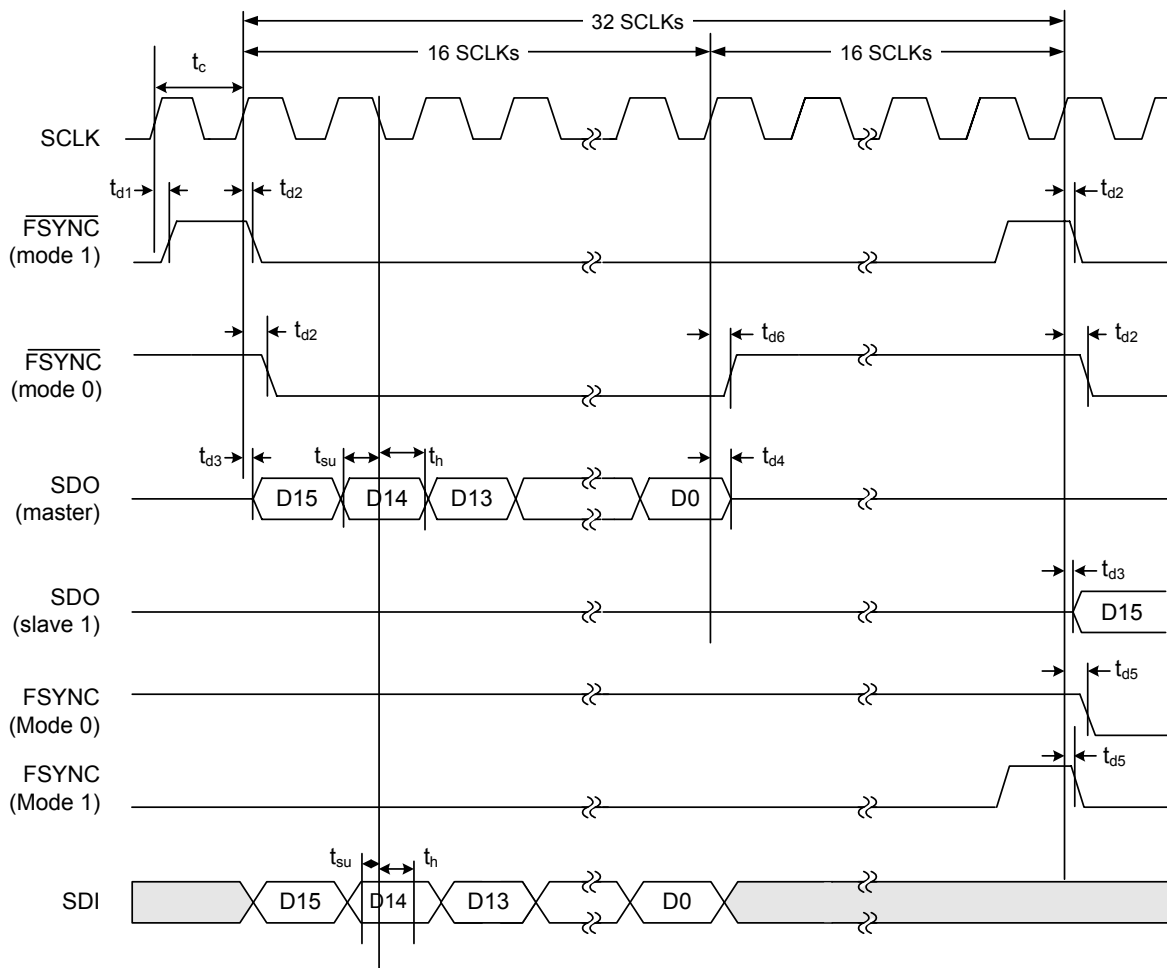 32 SCLKs
16 SCLKs
16 SCLKs
tc
SCLK
td1
td2
td2
FSYNC
(mode 1)
td2
td6
td2
FSYNC
(mode 0)
td3
tsu
th
td4
SDO
(master)
D15
D14
D13
D0
td3
SDO
(slave 1)
D15
td5
FSYNC
(Mode 0)
td5
FSYNC
(Mode 1)
tsu
th
SDI
D15
D14
D13
D0